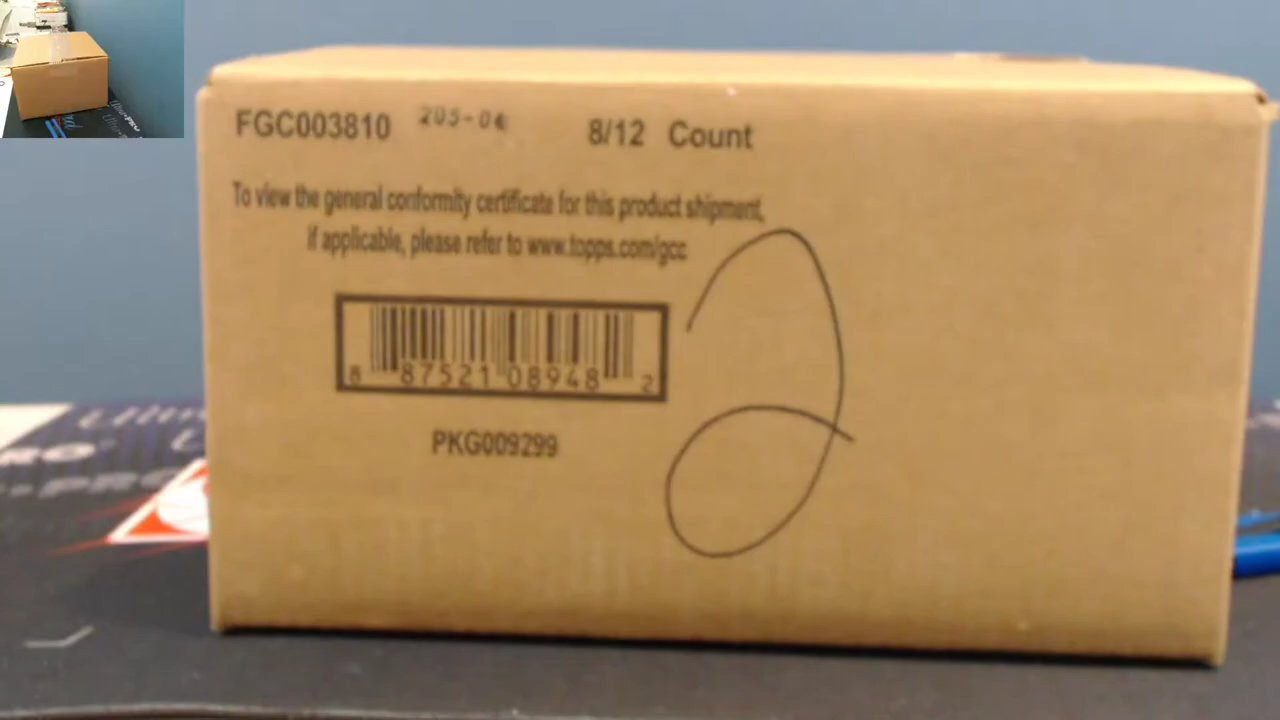 FGC003810 205-04 8/12 Count
To view the general conformity certificate for this product shipment,
if applicable, please refer to www.topps.com/gcc
8 87521 08948 2
PKG009299
2